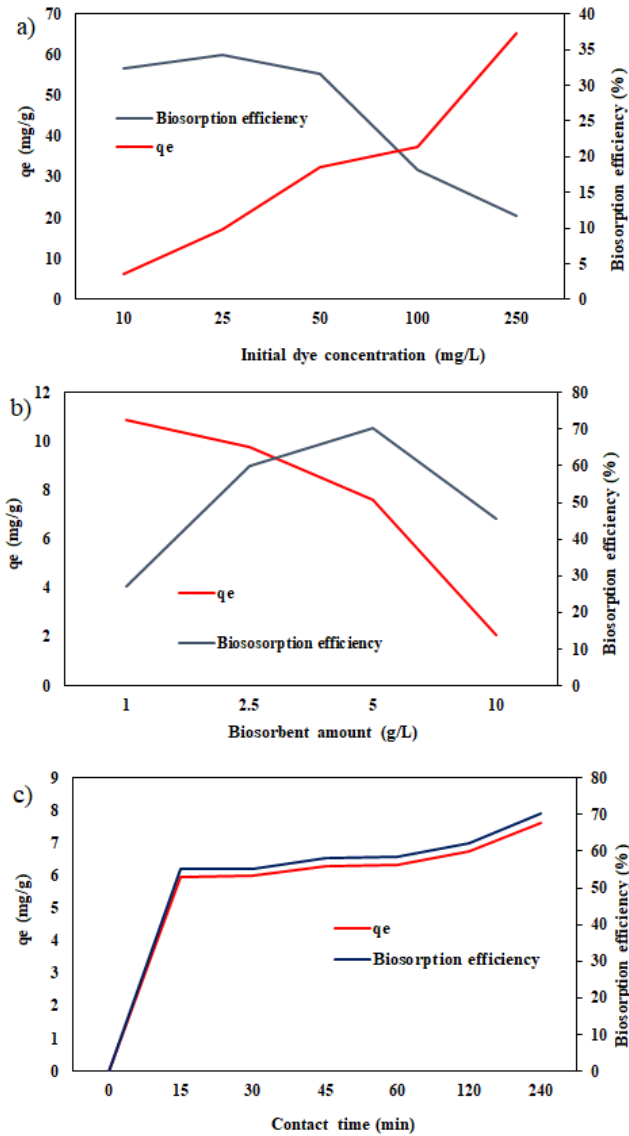 a)
70
60
50
40
30
20
10
0
qe (mg/g)
Biosorption efficiency
qe
40
35
30
25
20
15
10
5
0
Biosorption efficiency (%)
10 25 50 100 250
Initial dye concentration (mg/L)
b)
12
10
8
6
4
2
0
qe (mg/g)
qe
Biososorption efficiency
80
70
60
50
40
30
20
10
0
Biosorption efficiency (%)
1 2.5 5 10
Biosorbent amount (g/L)
c)
9
8
7
6
5
4
3
2
1
0
qe (mg/g)
qe
Biosorption efficiency
80
70
60
50
40
30
20
10
0
Biosorption efficiency (%)
0 15 30 45 60 120 240
Contact time (min)